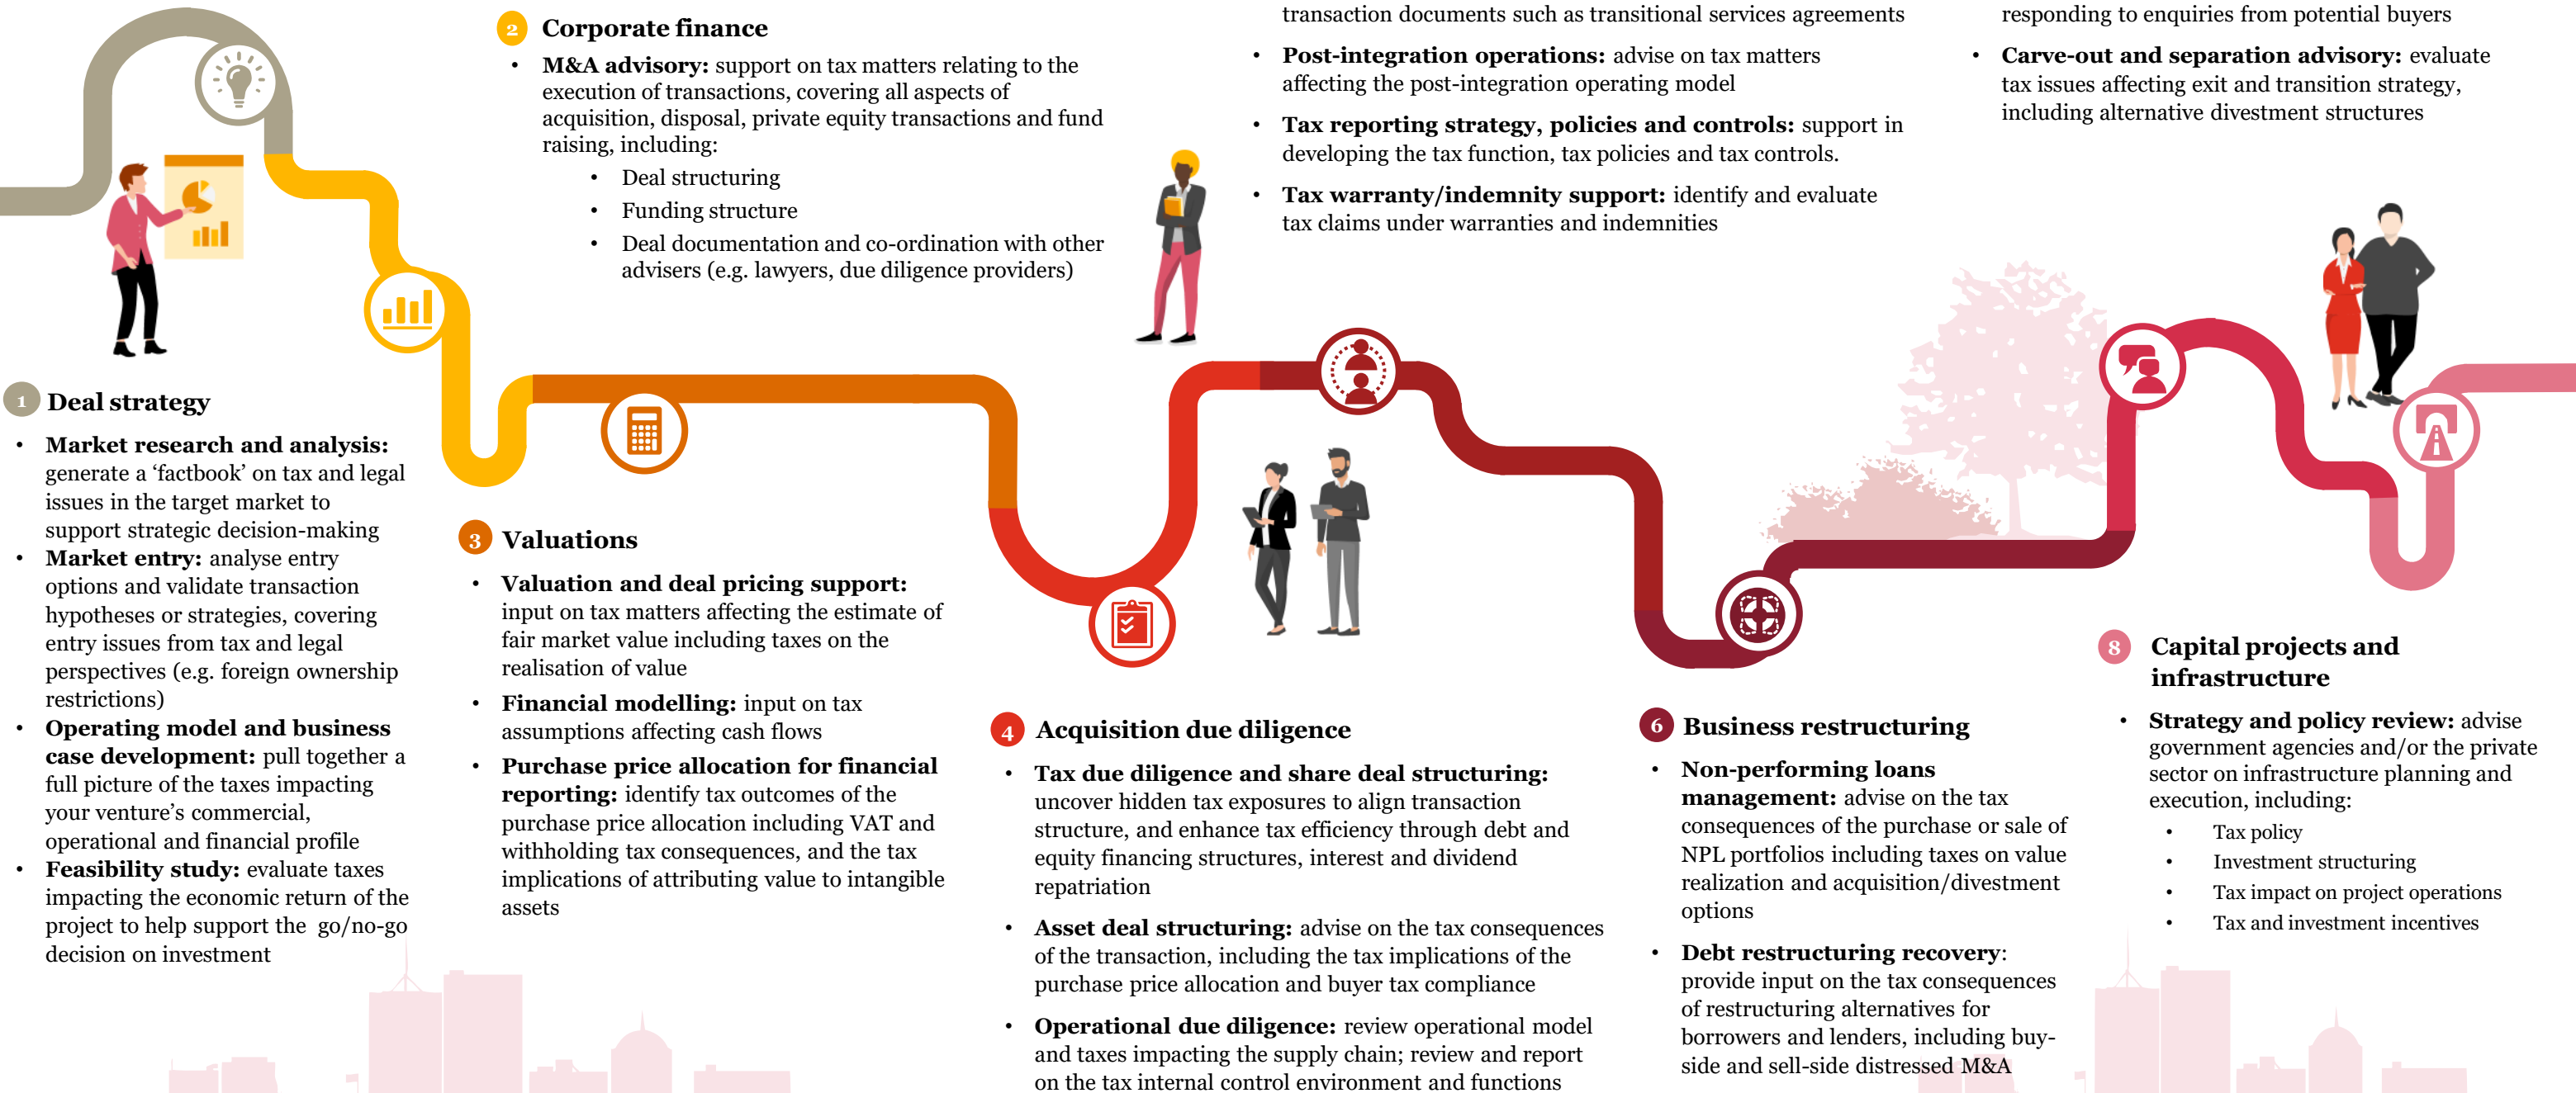 2 Corporate finance
• M&A advisory: support on tax matters relating to the
execution of transactions, covering all aspects of
acquisition, disposal, private equity transactions and fund
raising, including:
• Deal structuring
• Funding structure
• Deal documentation and co-ordination with other
advisers (e.g. lawyers, due diligence providers)
transaction documents such as transitional services agreements
• Post-integration operations: advise on tax matters
affecting the post-integration operating model
• Tax reporting strategy, policies and controls: support in
developing the tax function, tax policies and tax controls.
• Tax warranty/indemnity support: identify and evaluate
tax claims under warranties and indemnities
responding to enquiries from potential buyers
• Carve-out and separation advisory: evaluate
tax issues affecting exit and transition strategy,
including alternative divestment structures
1 Deal strategy
• Market research and analysis:
generate a ‘factbook’ on tax and legal
issues in the target market to
support strategic decision-making
• Market entry: analyse entry
options and validate transaction
hypotheses or strategies, covering
entry issues from tax and legal
perspectives (e.g. foreign ownership
restrictions)
• Operating model and business
case development: pull together a
full picture of the taxes impacting
your venture’s commercial,
operational and financial profile
• Feasibility study: evaluate taxes
impacting the economic return of the
project to help support the go/no-go
decision on investment
3 Valuations
• Valuation and deal pricing support:
input on tax matters affecting the estimate of
fair market value including taxes on the
realisation of value
• Financial modelling: input on tax
assumptions affecting cash flows
• Purchase price allocation for financial
reporting: identify tax outcomes of the
purchase price allocation including VAT and
withholding tax consequences, and the tax
implications of attributing value to intangible
assets
4 Acquisition due diligence
• Tax due diligence and share deal structuring:
uncover hidden tax exposures to align transaction
structure, and enhance tax efficiency through debt and
equity financing structures, interest and dividend
repatriation
• Asset deal structuring: advise on the tax consequences
of the transaction, including the tax implications of the
purchase price allocation and buyer tax compliance
• Operational due diligence: review operational model
and taxes impacting the supply chain; review and report
on the tax internal control environment and functions
6 Business restructuring
• Non-performing loans
management: advise on the tax
consequences of the purchase or sale of
NPL portfolios including taxes on value
realization and acquisition/divestment
options
• Debt restructuring recovery:
provide input on the tax consequences
of restructuring alternatives for
borrowers and lenders, including buy-
side and sell-side distressed M&A
8 Capital projects and
infrastructure
• Strategy and policy review: advise
government agencies and/or the private
sector on infrastructure planning and
execution, including:
• Tax policy
• Investment structuring
• Tax impact on project operations
• Tax and investment incentives